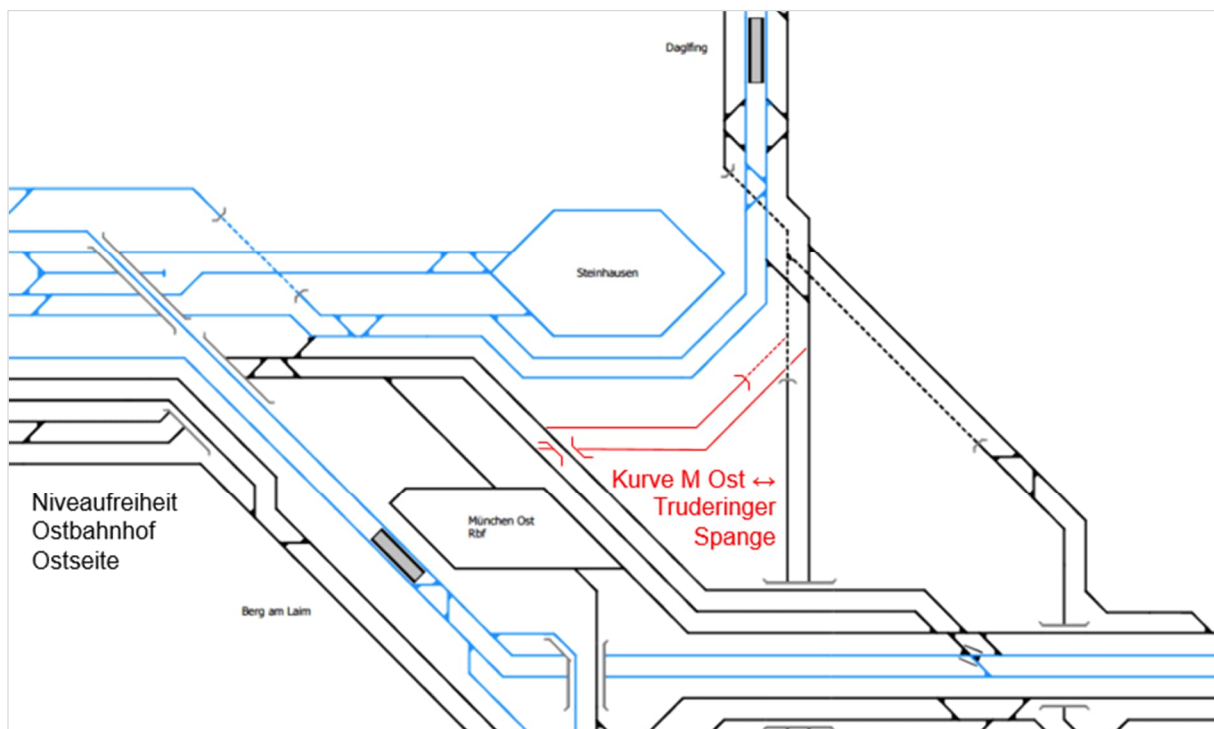 Daglfing
Steinhausen
Kurve M Ost ↔
Truderinger
Spange
Niveaufreiheit
Ostbahnhof
Ostseite
München Ost
Rbf
Berg am Laim